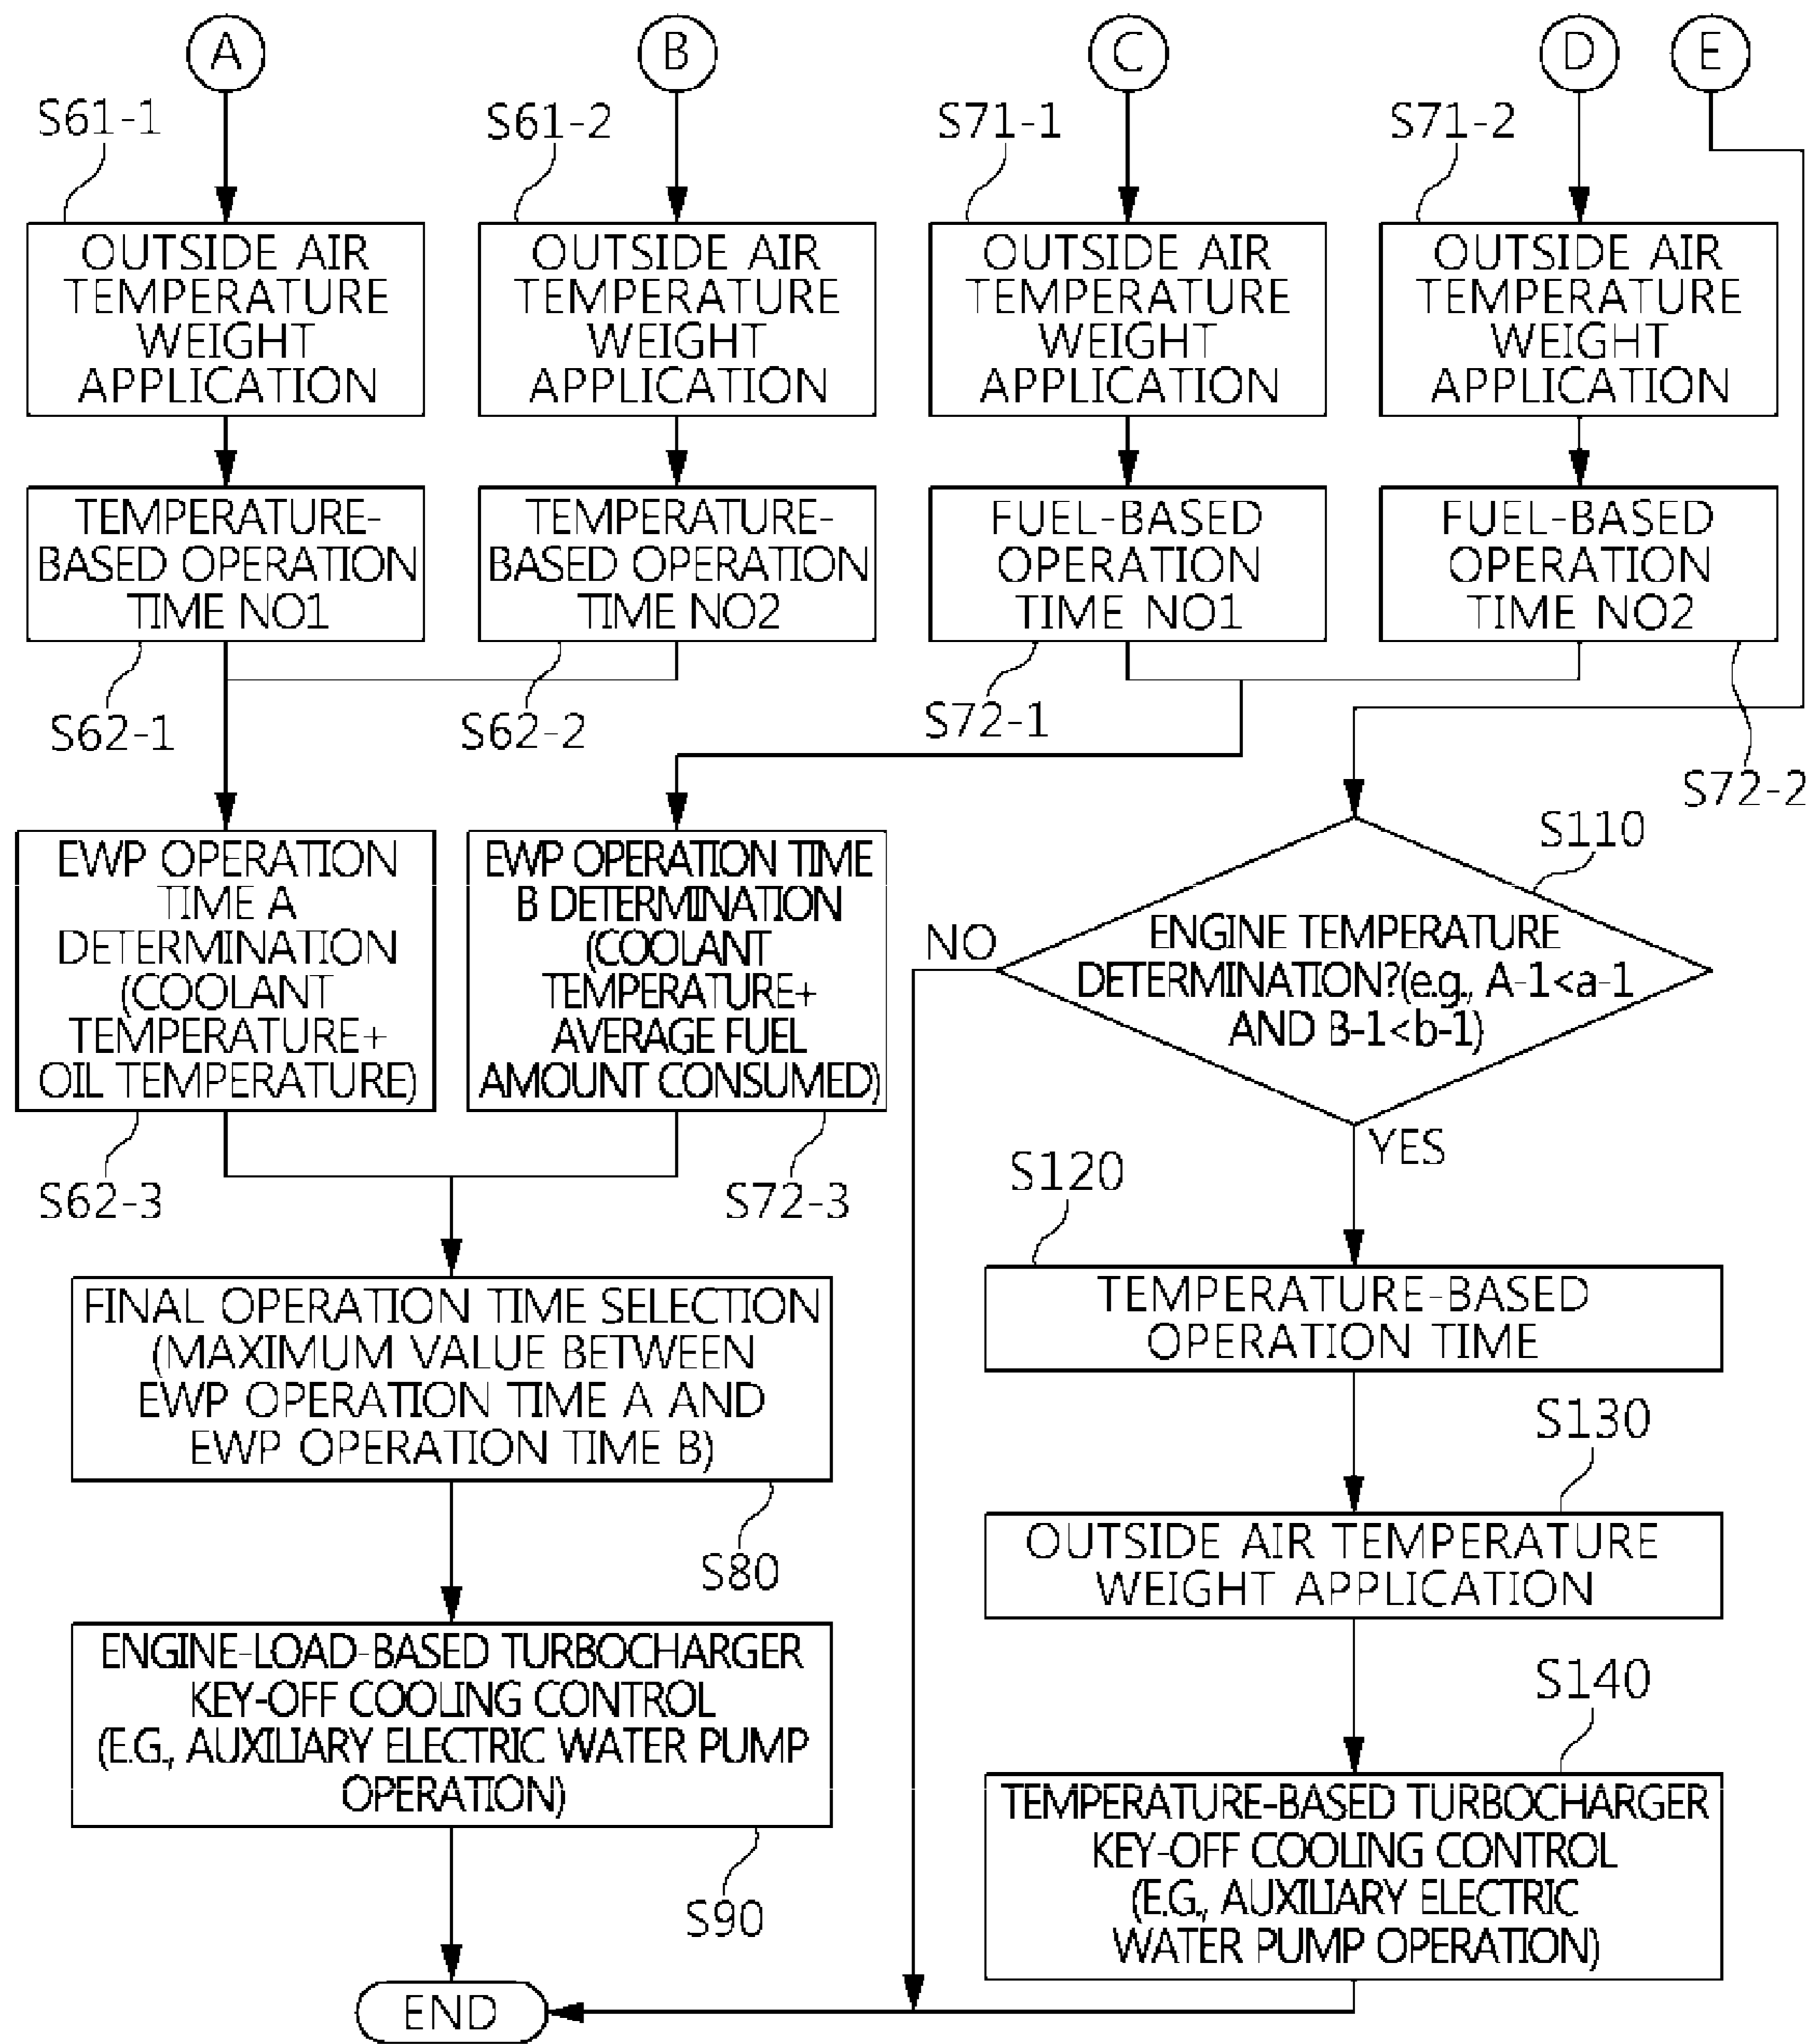 A
B
C
D
E
S61-1
S61-2
S71-1
S71-2
OUTSIDE AIR
TEMPERATURE
WEIGHT
APPLICATION
OUTSIDE AIR
TEMPERATURE
WEIGHT
APPLICATION
OUTSIDE AIR
TEMPERATURE
WEIGHT
APPLICATION
OUTSIDE AIR
TEMPERATURE
WEIGHT
APPLICATION
TEMPERATURE-
BASED OPERATION
TIME NO1
TEMPERATURE-
BASED OPERATION
TIME NO2
FUEL-BASED
OPERATION
TIME NO1
FUEL-BASED
OPERATION
TIME NO2
S62-1
S62-2
S72-1
S72-2
EWP OPERATION
TIME A
DETERMINATION
(COOLANT
TEMPERATURE+
OIL TEMPERATURE)
EWP OPERATION TIME
B DETERMINATION
(COOLANT
TEMPERATURE+
AVERAGE FUEL
AMOUNT CONSUMED)
S110
NO
ENGINE TEMPERATURE
DETERMINATION?(e.g., A-1<a-1
AND B-1<b-1)
YES
S62-3
S72-3
S120
FINAL OPERATION TIME SELECTION
(MAXIMUM VALUE BETWEEN
EWP OPERATION TIME A AND
EWP OPERATION TIME B)
TEMPERATURE-BASED
OPERATION TIME
S130
S80
OUTSIDE AIR TEMPERATURE
WEIGHT APPLICATION
ENGINE-LOAD-BASED TURBOCHARGER
KEY-OFF COOLING CONTROL
(E.G., AUXILIARY ELECTRIC WATER PUMP
OPERATION)
S140
S90
TEMPERATURE-BASED TURBOCHARGER
KEY-OFF COOLING CONTROL
(E.G., AUXILIARY ELECTRIC
WATER PUMP OPERATION)
END